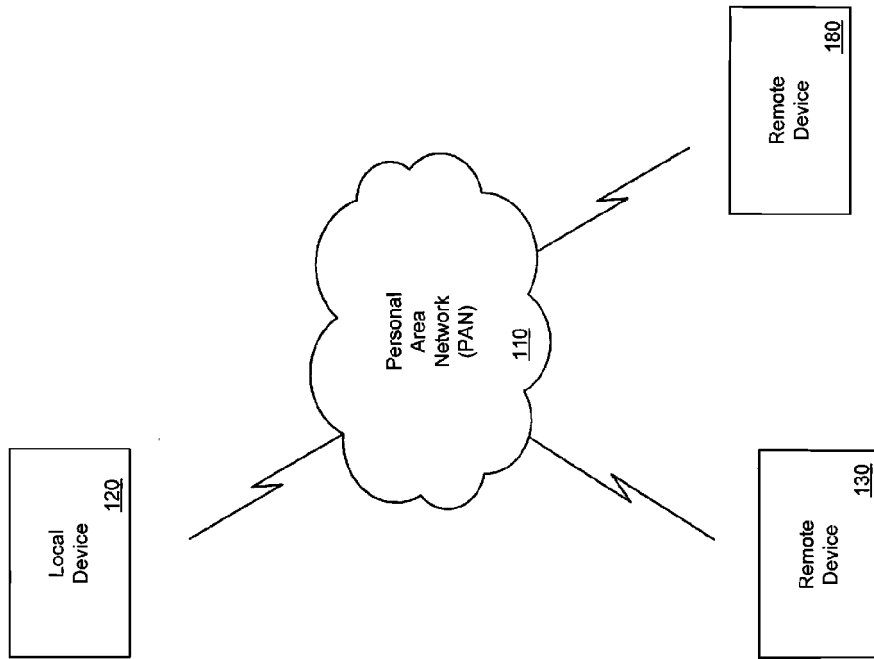 Local
Device
120
Personal
Area
Network
(PAN)
110
Remote
Device
130
Remote
Device
180